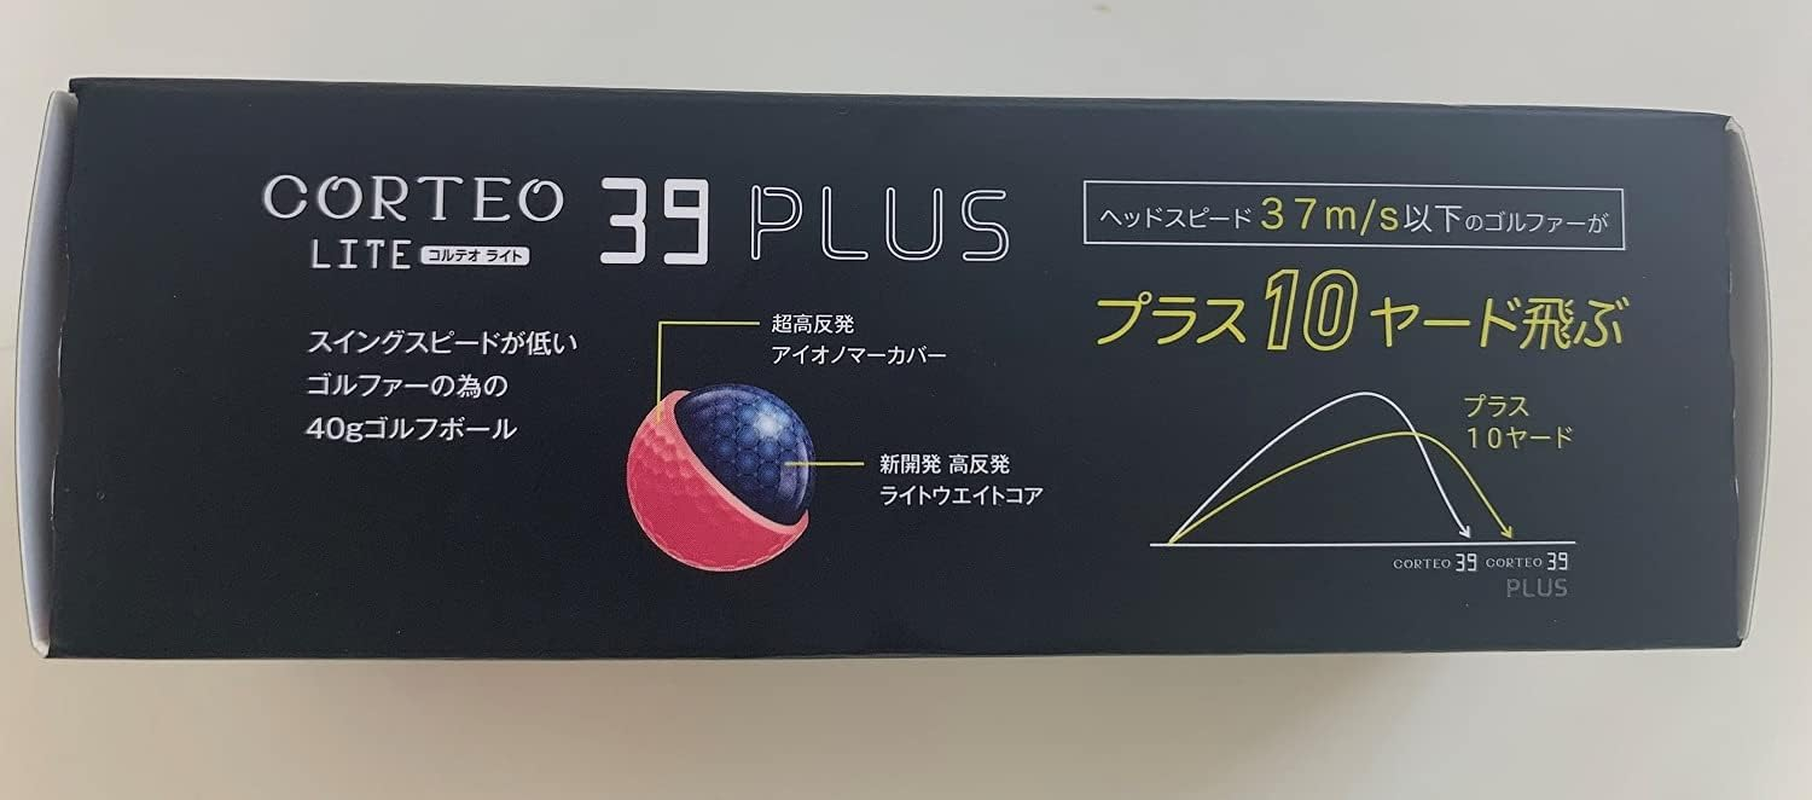 CORTEO 39 PLUS
LITE コルテオ ライト
スイングスピードが低い
ゴルファーの為の
40gゴルフボール
超高反発
アイオノマーカバー
新開発 高反発
ライトウエイトコア
ヘッドスピード37m/s以下のゴルファーが
プラス10ヤード飛ぶ
プラス
10ヤード
CORTEO 39 CORTEO 39
PLUS